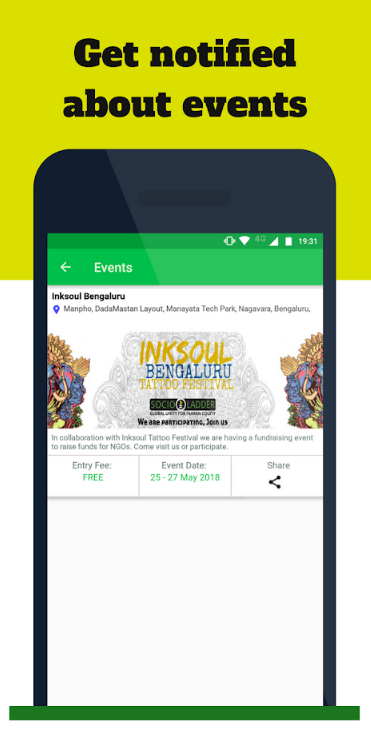 Get notified
about events
4G 19:31
Events
Inksoul Bengaluru
Manpho, DadaMastan Layout, Manayata Tech Park, Nagavara, Bengaluru,
INKSOUL
BENGALURU
TATTOO FESTIVAL
SOCIO LADDER
GLOBAL UNITY FOR HUMAN EQUITY
WE ARE PARTICIPATING, JOIN US
In collaboration with Inksoul Tattoo Festival we are having a fundraising event
to raise funds for NGOs. Come visit us or participate.
Entry Fee: Event Date: Share
FREE 25 - 27 May 2018